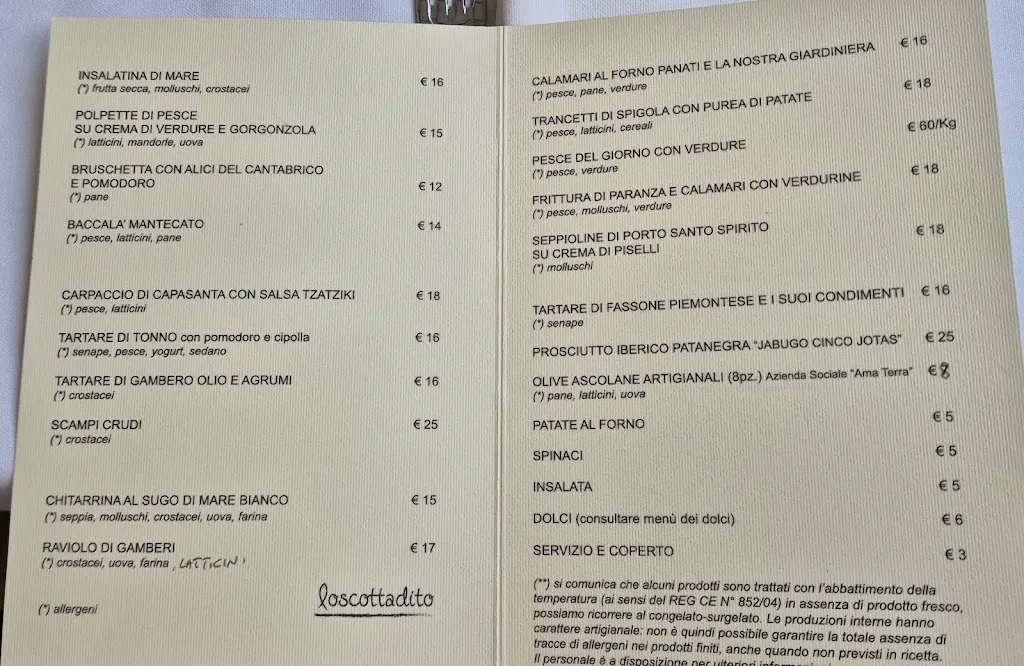 INSALATINA DI MARE € 16
(*) frutta secca, molluschi, crostacei
POLPETTE DI PESCE
SU CREMA DI VERDURE E GORGONZOLA € 15
(*) latticini, mandorle, uova
BRUSCHETTA CON ALICI DEL CANTABRICO
E POMODORO € 12
(*) pane
BACCALA' MANTECATO € 14
(*) pesce, latticini, pane
CARPACCIO DI CAPASANTA CON SALSA TZATZIKI € 18
(*) pesce, latticini
TARTARE DI TONNO con pomodoro e cipolla € 16
(*) senape, pesce, yogurt, sedano
TARTARE DI GAMBERO OLIO E AGRUMI € 16
(*) crostacei
SCAMPI CRUDI € 25
(*) crostacei
CHITARRINA AL SUGO DI MARE BIANCO € 15
(*) seppia, molluschi, crostacei, uova, farina
RAVIOLO DI GAMBERI € 17
(*) crostacei, uova, farina, LATTICINI
(*) allergeni
loscottadito
CALAMARI AL FORNO PANATI E LA NOSTRA GIARDINIERA € 16
(*) pesce, pane, verdure
TRANCETTI DI SPIGOLA CON PUREA DI PATATE € 18
(*) pesce, latticini, cereali
PESCE DEL GIORNO CON VERDURE € 60/Kg
(*) pesce, verdure
FRITTURA DI PARANZA E CALAMARI CON VERDURINE € 18
(*) pesce, molluschi, verdure
SEPPIOLINE DI PORTO SANTO SPIRITO € 18
SU CREMA DI PISELLI
(*) molluschi
TARTARE DI FASSONE PIEMONTESE E I SUOI CONDIMENTI € 16
(*) senape
PROSCIUTTO IBERICO PATANEGRA "JABUGO CINCO JOTAS" € 25
OLIVE ASCOLANE ARTIGIANALI (8pz.) Azienda Sociale "Ama Terra" € 8
(*) pane, latticini, uova
PATATE AL FORNO € 5
SPINACI € 5
INSALATA € 5
DOLCI (consultare menù dei dolci) € 6
SERVIZIO E COPERTO € 3
(**) si comunica che alcuni prodotti sono trattati con l'abbattimento della
temperatura (ai sensi del REG CE N° 852/04) in assenza di prodotto fresco,
possiamo ricorrere al congelato-surgelato. Le produzioni interne hanno
carattere artigianale: non è quindi possibile garantire la totale assenza di
tracce di allergeni nei prodotti finiti, anche quando non previsti in ricetta.
Il personale è a disposizione per ulteriori